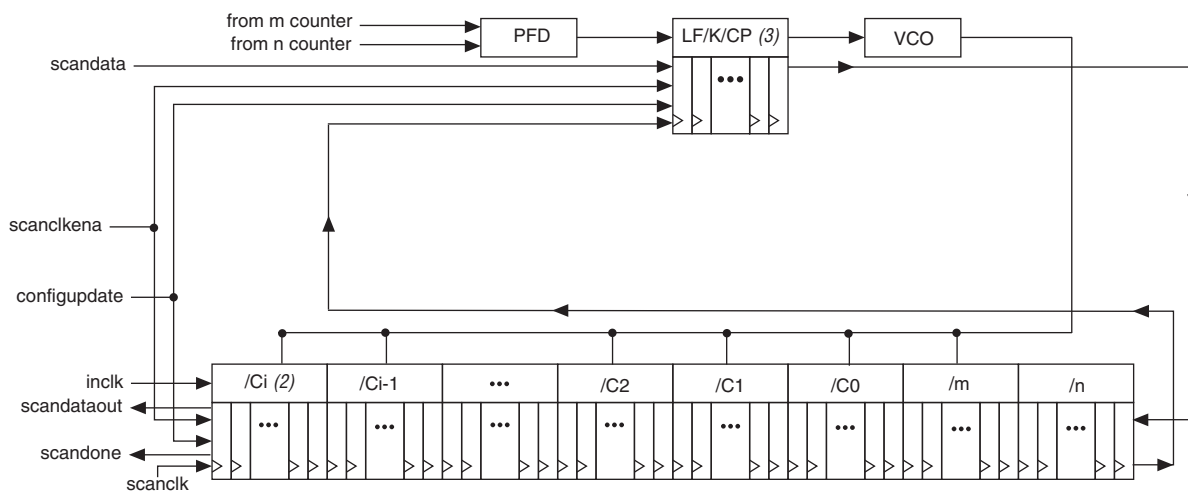 from m counter
from n counter
PFD
LF/K/CP (3)
VCO
scandata
•••
scanclkena
configupdate
inclk
/Ci (2)
/Ci-1
•••
/C2
/C1
/C0
/m
/n
scandataout
••• ••• ••• ••• ••• ••• ••• •••
scandone
scanclk